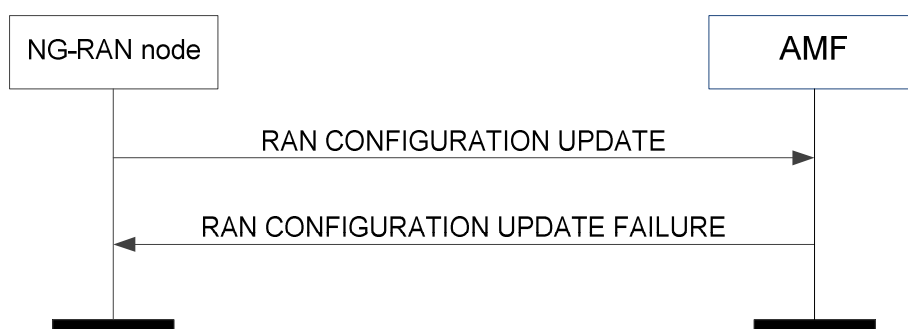 NG-RAN node
AMF
RAN CONFIGURATION UPDATE
RAN CONFIGURATION UPDATE FAILURE